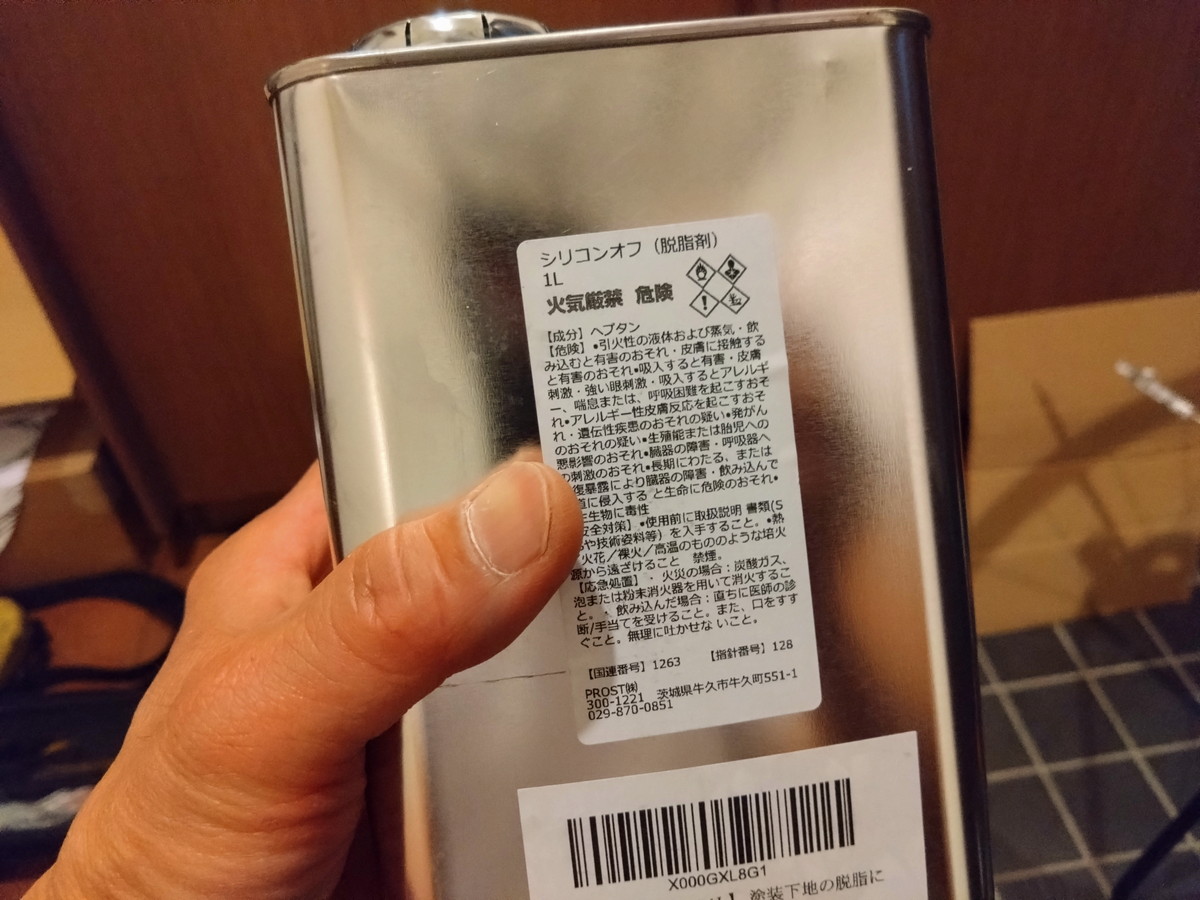 シリコンオフ（脱脂剤）
1L
火気厳禁 危険
【成分】ヘプタン
【危険】•引火性の液体および蒸気・飲
み込むと有害のおそれ・皮膚に接触する
と有害のおそれ•吸入すると有害・皮膚
刺激・強い眼刺激・吸入するとアレルギ
ー、喘息または、呼吸困難を起こすおそ
れ•アレルギー性皮膚反応を起こすおそ
れ・遺伝性疾患のおそれの疑い•発がん
のおそれの疑い•生殖能または胎児への
悪影響のおそれ•臓器の障害・呼吸器へ
の刺激のおそれ•長期にわたる、または
復暴露により臓器の障害・飲み込んで
道に侵入する と生命に危険のおそれ•
生生物に毒性
安全対策】•使用前に取扱説明 書類(S
や技術姿料等）を入手すること。•熱
火花／裸火／高温のもののような培火
源から遠ざけること 禁煙。
【応急処置】・ 火災の場合：炭酸ガス、
泡または粉末消火器を用いて消火するこ
と。・飲み込んだ場合：直ちに医師の診
断/手当てを受けること。また、口をすす
ぐこと。無理に吐かせな いこと。
【国連番号】1263 【指針番号】128
PROST㈱
300-1221 茨城県牛久市牛久町551-1
029-870-0851
X000GXL8G1
】塗装下地の脱脂に